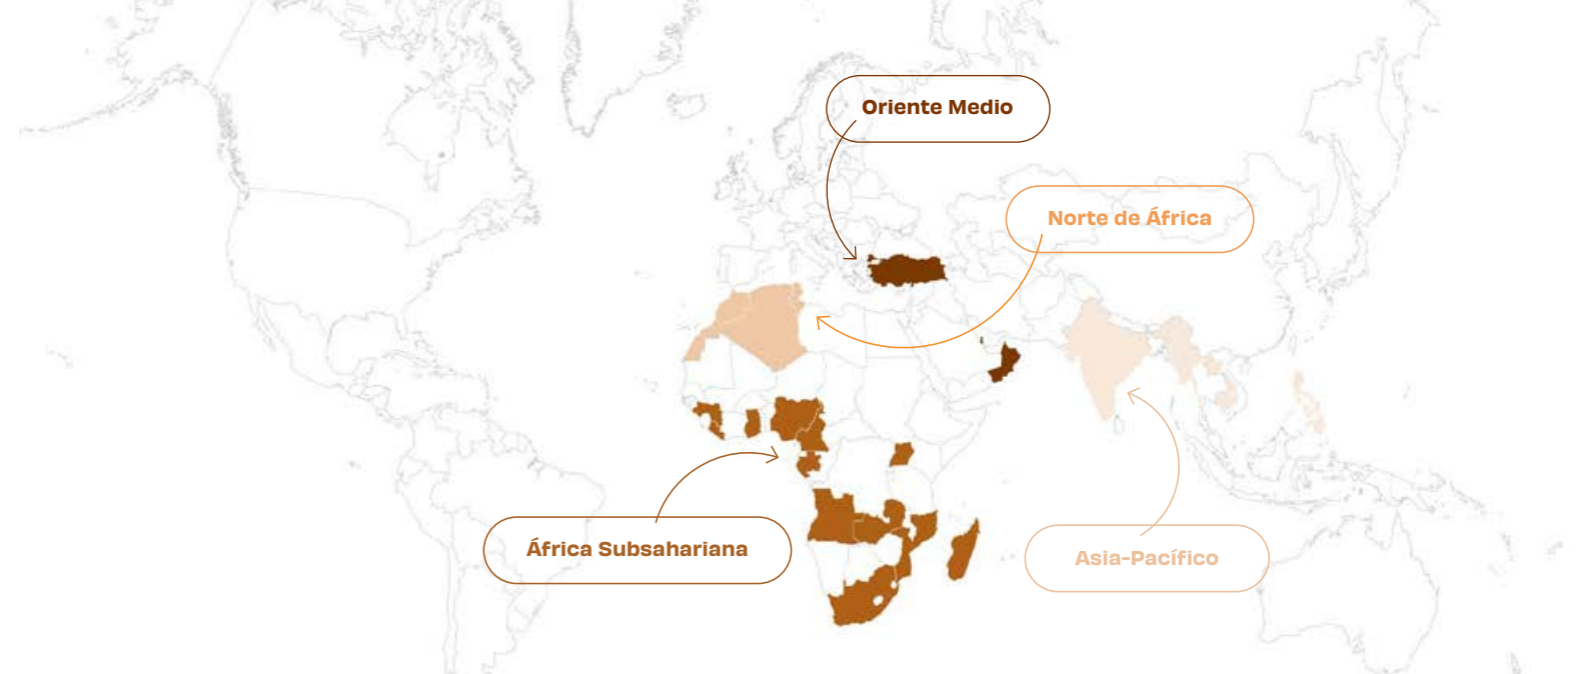 Oriente Medio
Norte de África
África Subsahariana
Asia-Pacífico